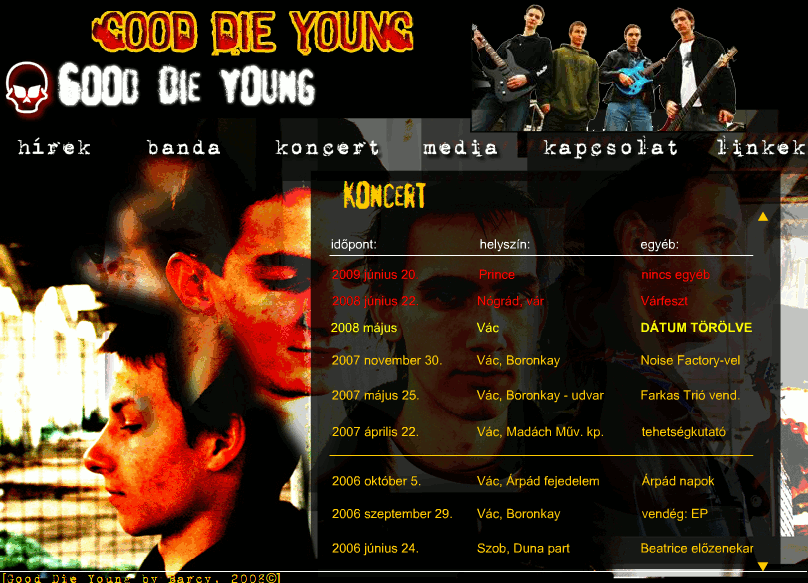 GOOD DIE YOUNG
GOOD DIE YOUNG
hírek banda koncert media kapcsolat linkek
KONCERT
időpont: helyszín: egyéb:
2009 június 20 Prince nincs egyéb
2008 június 22. Nógrád, vár Várfeszt
2008 május Vác DÁTUM TÖRÖLVE
2007 november 30. Vác, Boronkay Noise Factory-vel
2007 május 25. Vác, Boronkay - udvar Farkas Trió vend.
2007 április 22. Vác, Madách Műv. kp. tehetségkutató
2006 október 5. Vác, Árpád fejedelem Árpád napok
2006 szeptember 29. Vác, Boronkay vendég: EP
2006 június 24. Szob, Duna part Beatrice előzenekar
[Good Die Young by Barcy, 2008©]